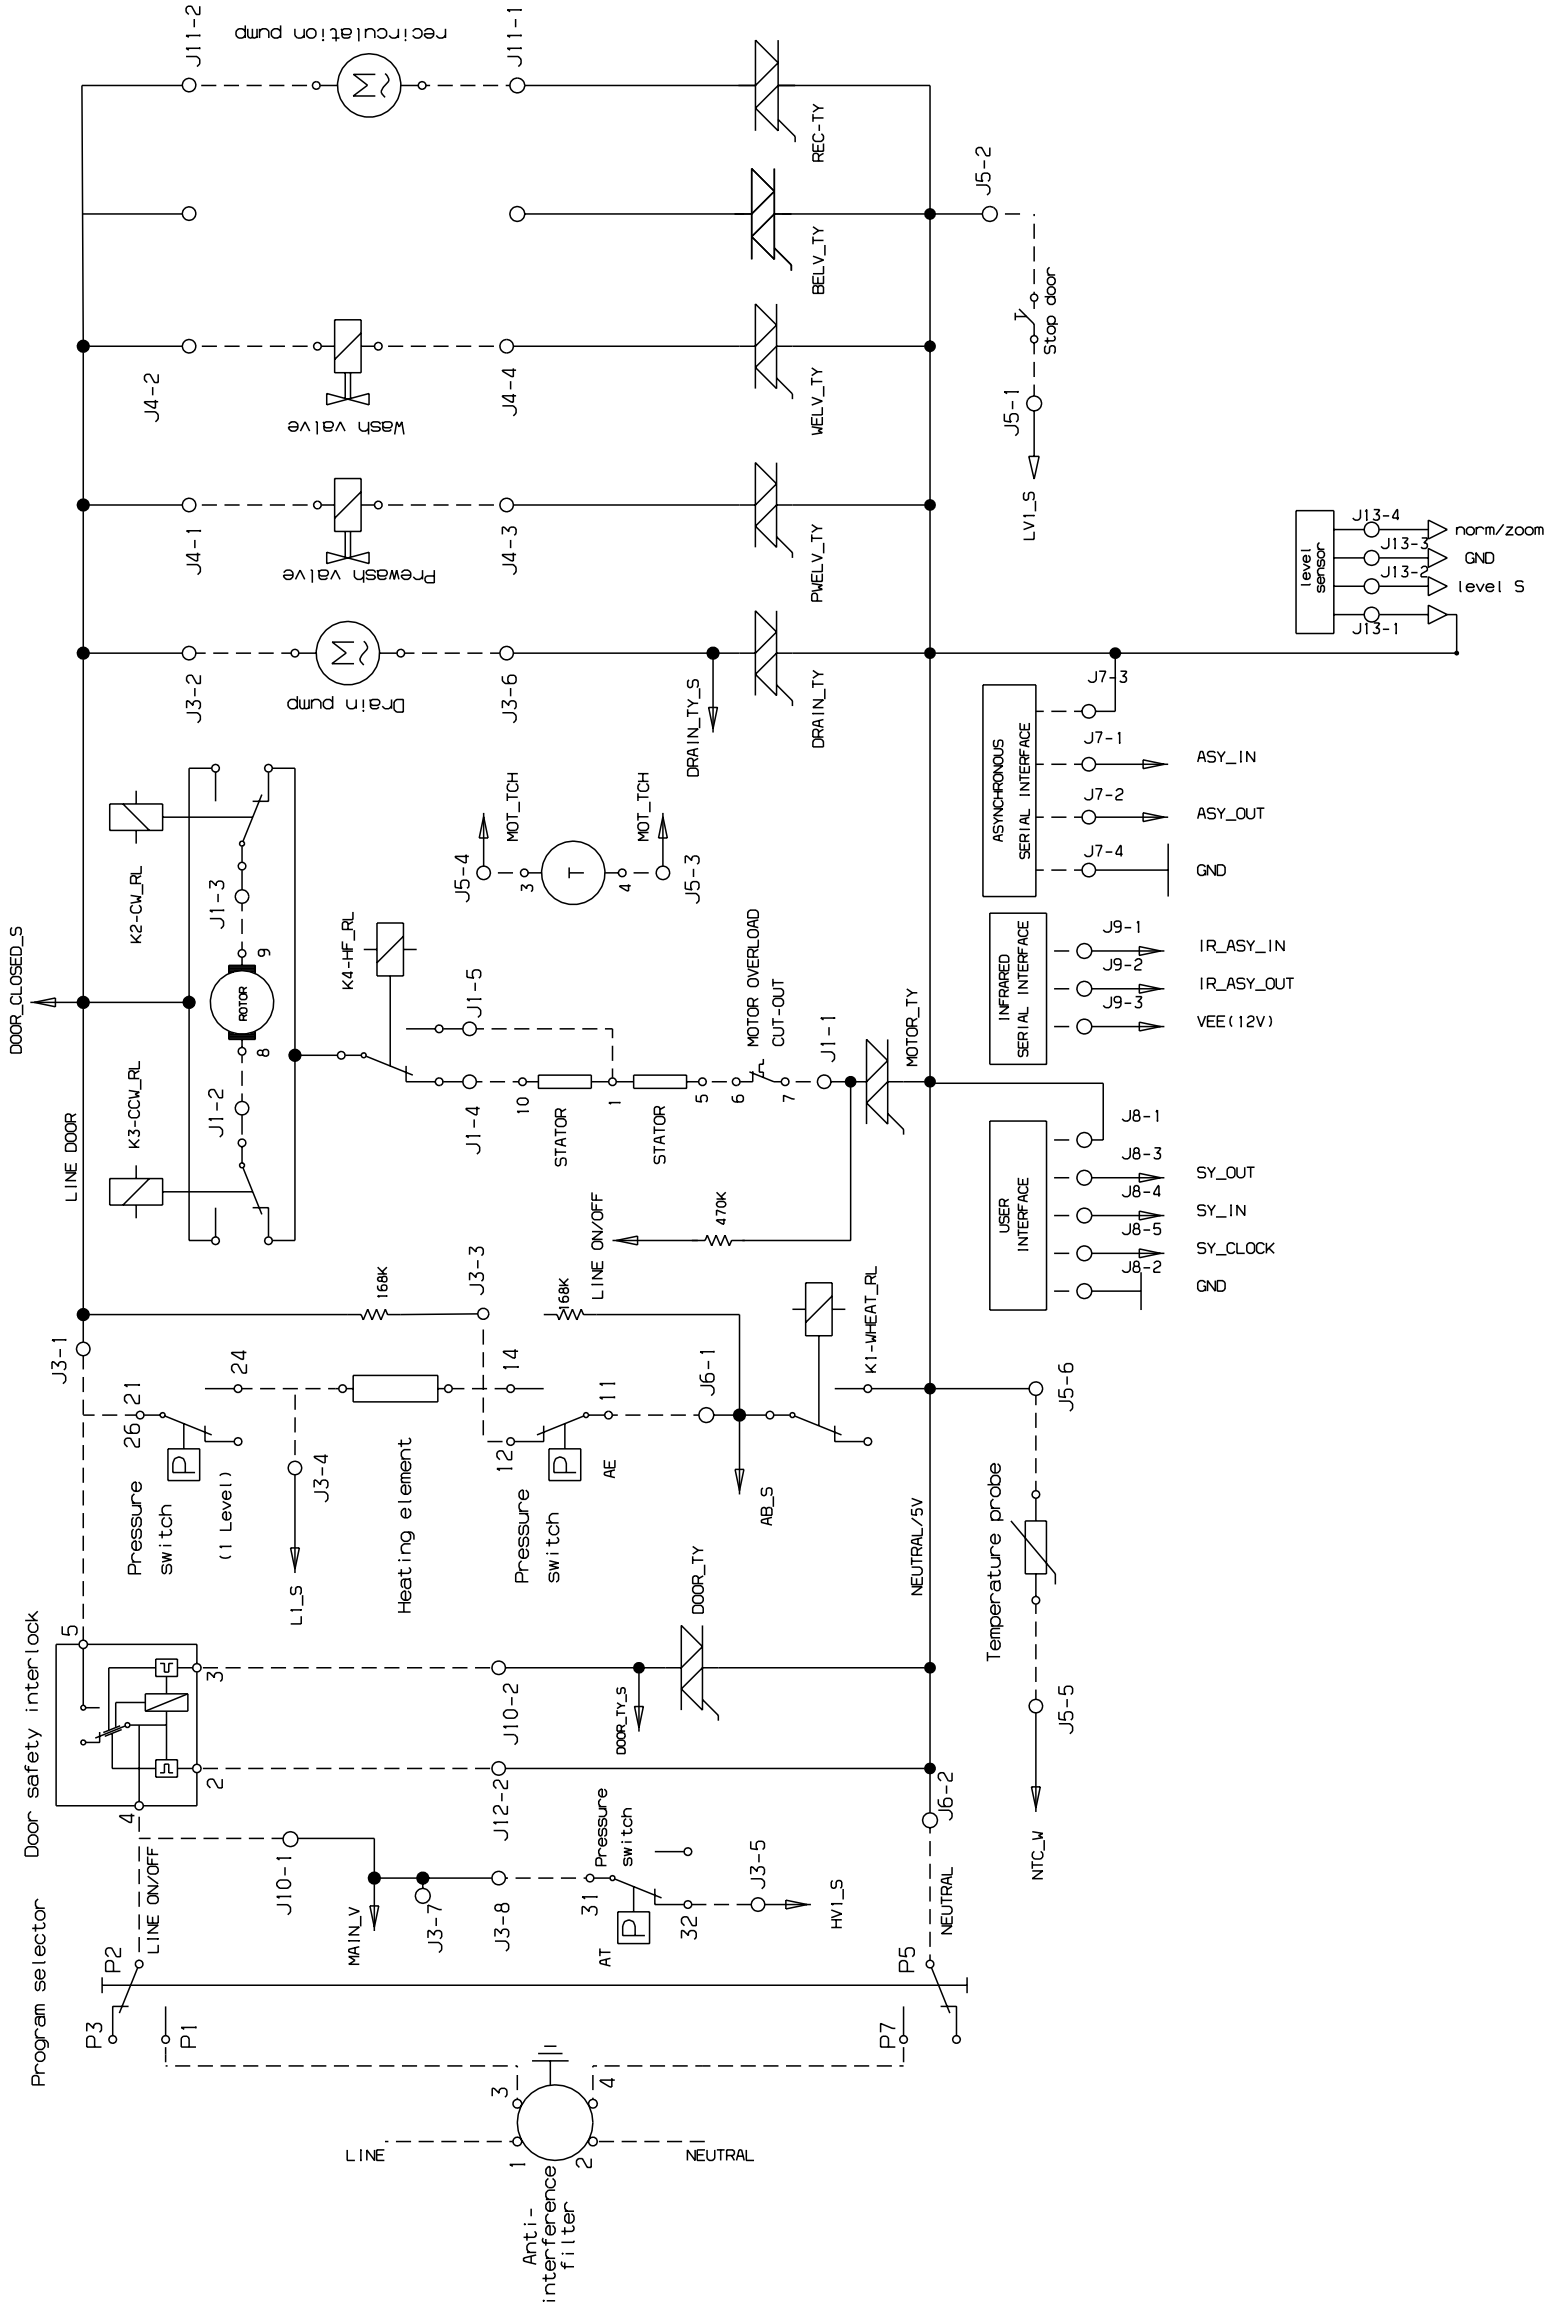 J11-2
recirculation pump
J11-1
REC-TY
J5-2
BELV_TY
Stop door
J5-1
LV1_S
J4-2
Wash valve
J4-4
WELV_TY
J4-1
Prewash valve
J4-3
PWELV_TY
level
sensor
J13-4
norm/zoom
J13-3
GND
J13-2
level S
J13-1
J3-2
Drain pump
J3-6
DRAIN_TY_S
DRAIN_TY
ASYNCHRONOUS
SERIAL INTERFACE
J7-3
J7-1
ASY_IN
J7-2
ASY_OUT
J7-4
GND
DOOR_CLOSED_S
K2-CW_RL
J1-3
9
ROTOR
8
J1-2
K3-CCW_RL
LINE DOOR
K4-HF_RL
MOT_TCH
J5-4
3
T
4
J5-3
MOT_TCH
J1-5
J1-4
10
STATOR
1
STATOR
5
6
7
MOTOR OVERLOAD
CUT-OUT
J1-1
MOTOR_TY
INFRARED
SERIAL INTERFACE
J9-1
IR_ASY_IN
J9-2
IR_ASY_OUT
J9-3
VEE(12V)
USER
INTERFACE
J8-1
J8-3
SY_OUT
J8-4
SY_IN
J8-5
SY_CLOCK
J8-2
GND
LINE ON/OFF
470K
168K
J3-3
168K
J3-1
24
21
26
P
Pressure
switch
(1 Level)
J3-4
L1_S
Heating element
14
12
11
P
AE
Pressure
switch
J6-1
AB_S
K1-WHEAT_RL
NEUTRAL/5V
J5-6
Temperature probe
J5-5
NTC_W
Door safety interlock
5
3
2
4
J10-2
DOOR_TY_S
DOOR_TY
J12-2
J6-2
J10-1
LINE ON/OFF
MAIN_V
J3-7
J3-8
31
Pressure
switch
P
AT
32
J3-5
HV1_S
NEUTRAL
Program selector
P2
P3
P1
P5
P7
3
4
1
2
LINE
NEUTRAL
Anti-
interference
filter
M
M